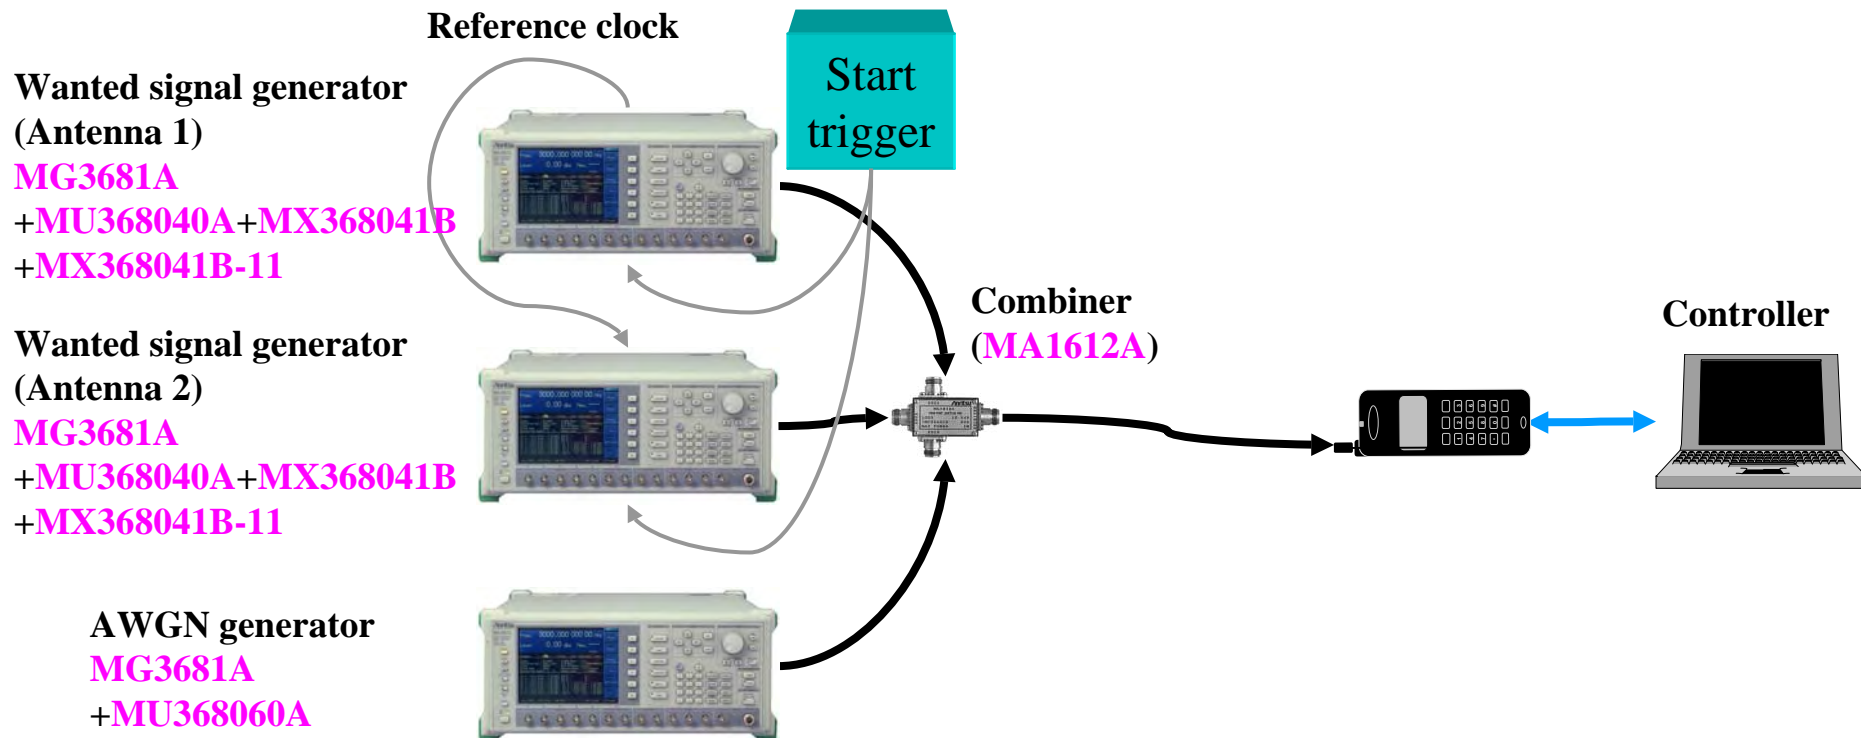 Reference clock
Start
trigger
Wanted signal generator
(Antenna 1)
MG3681A
+MU368040A+MX368041B
+MX368041B-11
Combiner
(MA1612A)
Controller
Wanted signal generator
(Antenna 2)
MG3681A
+MU368040A+MX368041B
+MX368041B-11
AWGN generator
MG3681A
+MU368060A